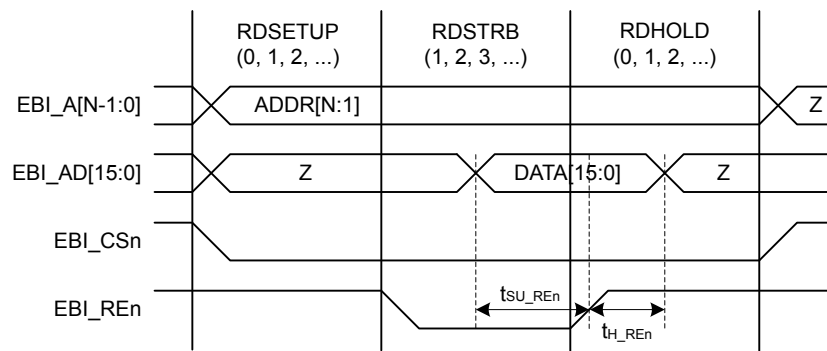 RDSETUP RDSTRB RDHOLD
(0, 1, 2, ...) (1, 2, 3, ...) (0, 1, 2, ...)
EBI_A[N-1:0] ADDR[N:1] Z
EBI_AD[15:0] Z DATA[15:0] Z
EBI_CSn
EBI_REn tSU_REn
tH_REn